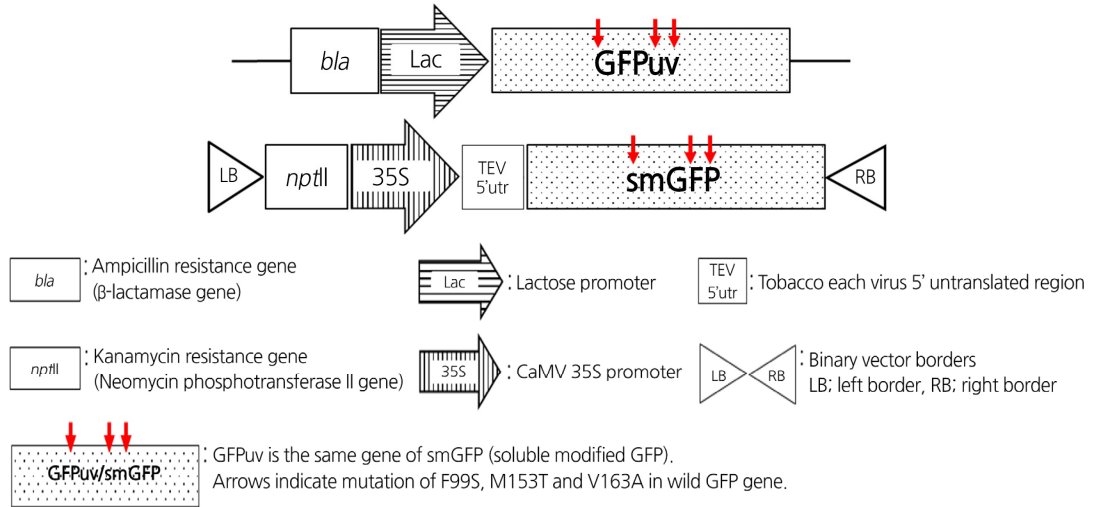 bla
Lac
GFPuv
LB
nptII
35S
TEV
5'utr
smGFP
RB
bla
: Ampicillin resistance gene
(β-lactamase gene)
Lac
: Lactose promoter
TEV
5'utr
: Tobacco each virus 5' untranslated region
nptII
: Kanamycin resistance gene
(Neomycin phosphotransferase II gene)
35S
: CaMV 35S promoter
LB
RB
: Binary vector borders
LB; left border, RB; right border
GFPuv/smGFP
: GFPuv is the same gene of smGFP (soluble modified GFP).
Arrows indicate mutation of F99S, M153T and V163A in wild GFP gene.